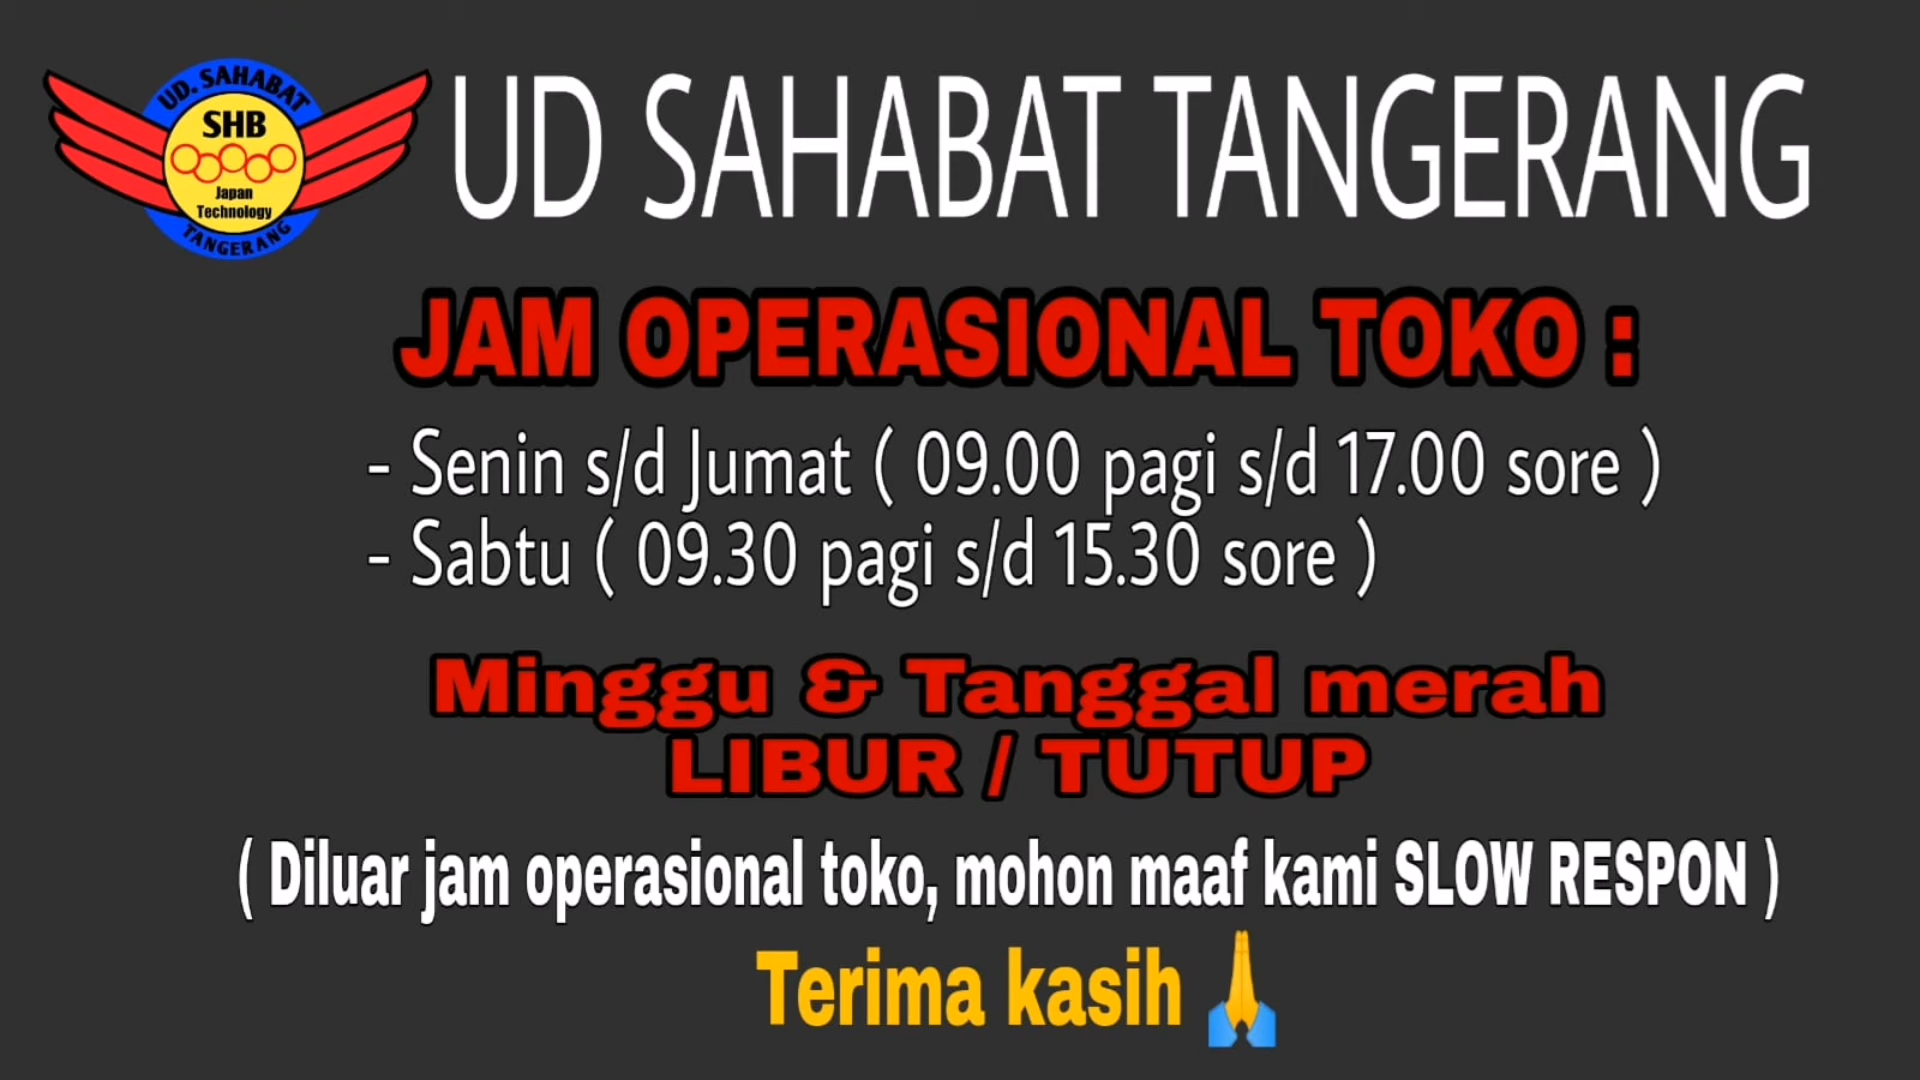 UD. SAHABAT
SHB
Japan
Technology
TANGERANG
UD SAHABAT TANGERANG
JAM OPERASIONAL TOKO :
- Senin s/d Jumat ( 09.00 pagi s/d 17.00 sore )
- Sabtu ( 09.30 pagi s/d 15.30 sore )
Minggu & Tanggal merah
LIBUR / TUTUP
( Diluar jam operasional toko, mohon maaf kami SLOW RESPON )
Terima kasih 🙏